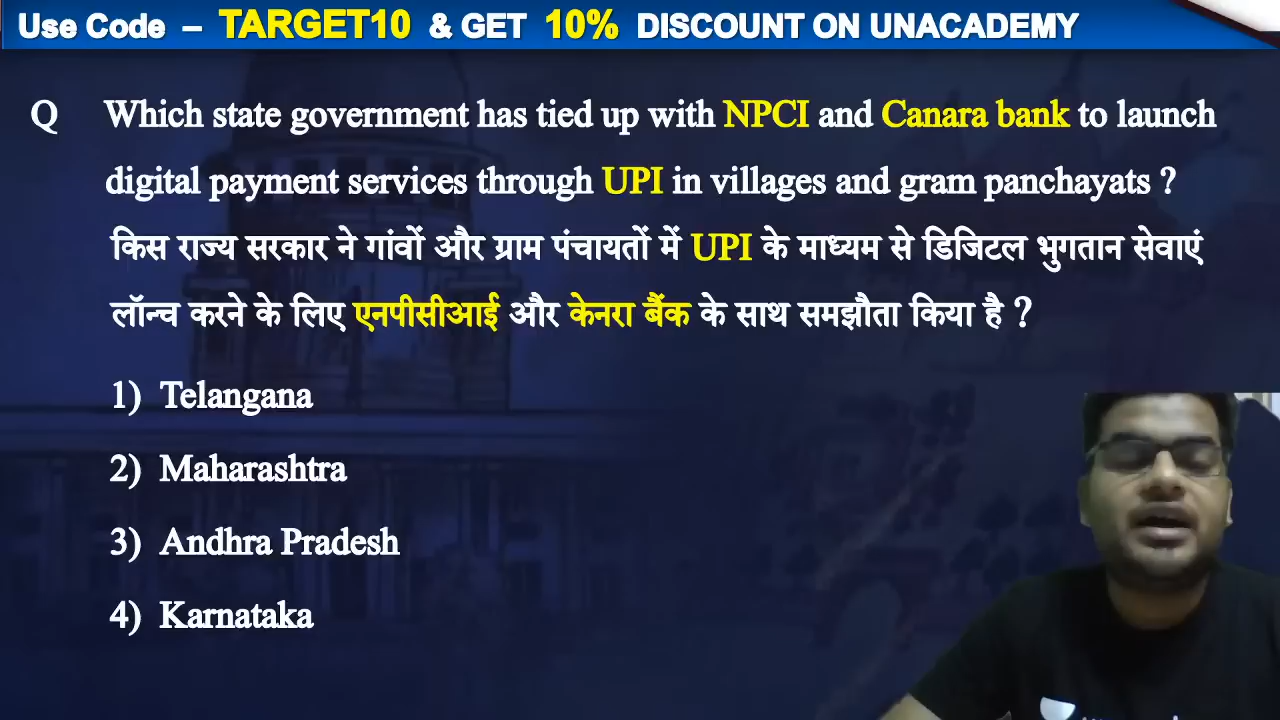 Use Code – TARGET10 & GET 10% DISCOUNT ON UNACADEMY
Q Which state government has tied up with NPCI and Canara bank to launch
digital payment services through UPI in villages and gram panchayats ?
किस राज्य सरकार ने गांवों और ग्राम पंचायतों में UPI के माध्यम से डिजिटल भुगतान सेवाएं
लॉन्च करने के लिए एनपीसीआई और केनरा बैंक के साथ समझौता किया है ?
1) Telangana
2) Maharashtra
3) Andhra Pradesh
4) Karnataka